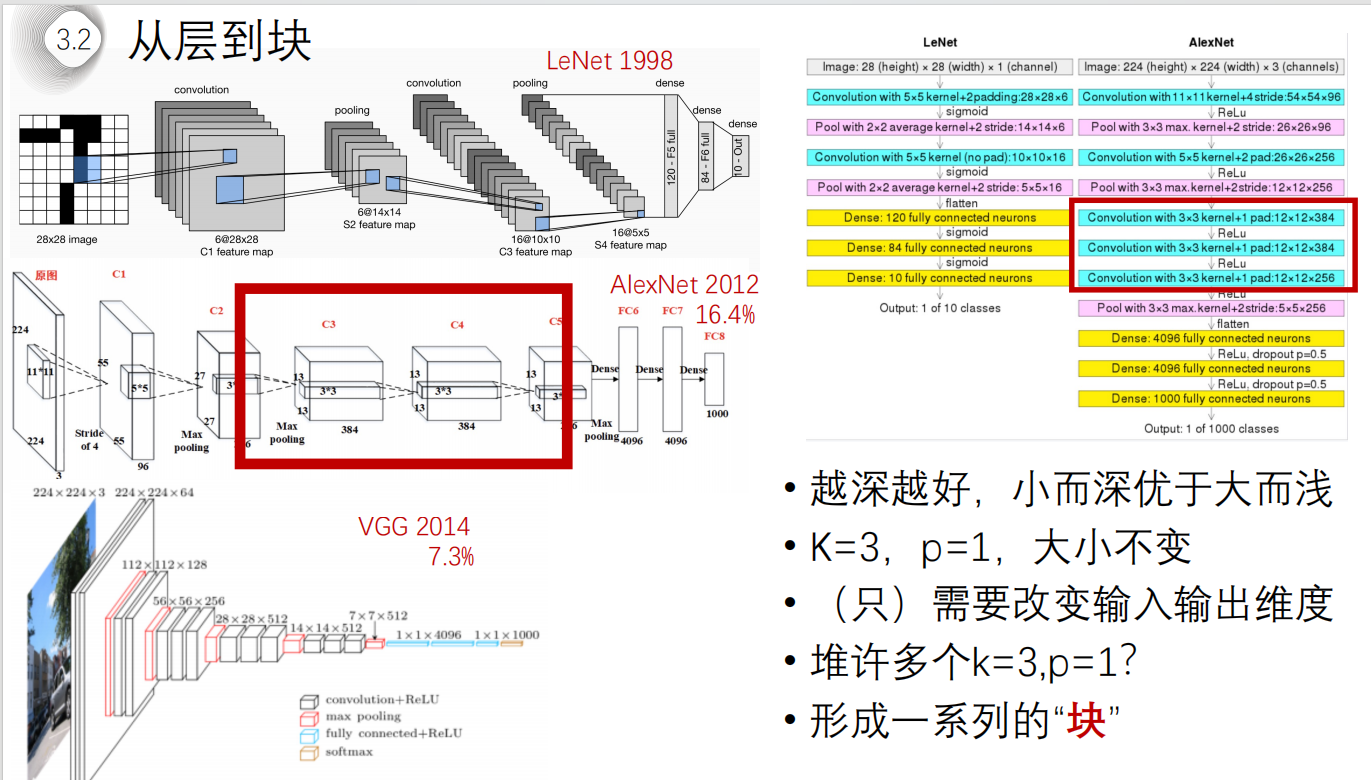 3.2
从层到块
LeNet 1998
convolution
pooling
convolution
pooling
dense
dense
dense
120 - F5 full
84 - F6 full
10 - Out
28x28 image
6@28x28
C1 feature map
6@14x14
S2 feature map
16@10x10
C3 feature map
16@5x5
S4 feature map
AlexNet 2012
16.4%
原图
C1
C2
C3
C4
C5
FC6
FC7
FC8
224
11*11
224
3
Stride
of 4
55
5*5
55
96
Max
pooling
27
3*
27
Max
pooling
13
3*3
13
384
13
3*3
13
384
13
3*
13
Max
pooling
Dense
Dense
Dense
4096
4096
1000
VGG 2014
7.3%
224×224×3
224×224×64
112×112×128
56×56×256
28×28×512
14×14×512
7×7×512
1×1×4096
1×1×1000
convolution+ReLU
max pooling
fully connected+ReLU
softmax
LeNet
Image: 28 (height) × 28 (width) × 1 (channel)
Convolution with 5×5 kernel+2padding:28×28×6
sigmoid
Pool with 2×2 average kernel+2 stride:14×14×6
Convolution with 5×5 kernel (no pad):10×10×16
sigmoid
Pool with 2×2 average kernel+2 stride: 5×5×16
flatten
Dense: 120 fully connected neurons
sigmoid
Dense: 84 fully connected neurons
sigmoid
Dense: 10 fully connected neurons
Output: 1 of 10 classes
AlexNet
Image: 224 (height) × 224 (width) × 3 (channels)
Convolution with 11×11 kernel+4stride:54×54×96
ReLu
Pool with 3×3 max. kernel+2 stride: 26×26×96
Convolution with 5×5 kernel+2 pad:26×26×256
ReLu
Pool with 3×3 max.kernel+2stride:12×12×256
Convolution with 3×3 kernel+1 pad:12×12×384
ReLu
Convolution with 3×3 kernel+1 pad:12×12×384
ReLu
Convolution with 3×3 kernel+1 pad:12×12×256
ReLu
Pool with 3×3 max.kernel+2stride:5×5×256
flatten
Dense: 4096 fully connected neurons
ReLu, dropout p=0.5
Dense: 4096 fully connected neurons
ReLu, dropout p=0.5
Dense: 1000 fully connected neurons
Output: 1 of 1000 classes
• 越深越好，小而深优于大而浅
• K=3，p=1，大小不变
• （只）需要改变输入输出维度
• 堆许多个k=3,p=1？
• 形成一系列的“块”